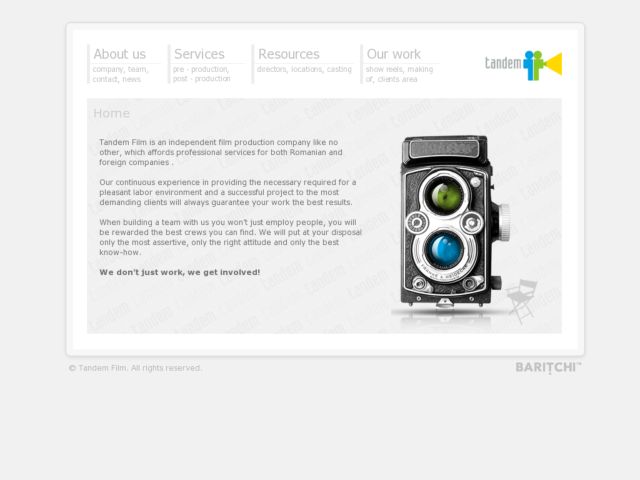 About us
company, team,
contact, news
Services
pre - production,
post - production
Resources
directors, locations, casting
Our work
show reels, making
of, clients area
tandem
Home
Tandem Film is an independent film production company like no
other, which affords professional services for both Romanian and
foreign companies .
Our continuous experience in providing the necessary required for a
pleasant labor environment and a successful project to the most
demanding clients will always guarantee your work the best results.
When building a team with us you won't just employ people, you will
be rewarded the best crews you can find. We will put at your disposal
only the most assertive, only the right attitude and only the best
know-how.
We don't just work, we get involved!
© Tandem Film. All rights reserved.
BARIȚCHI™